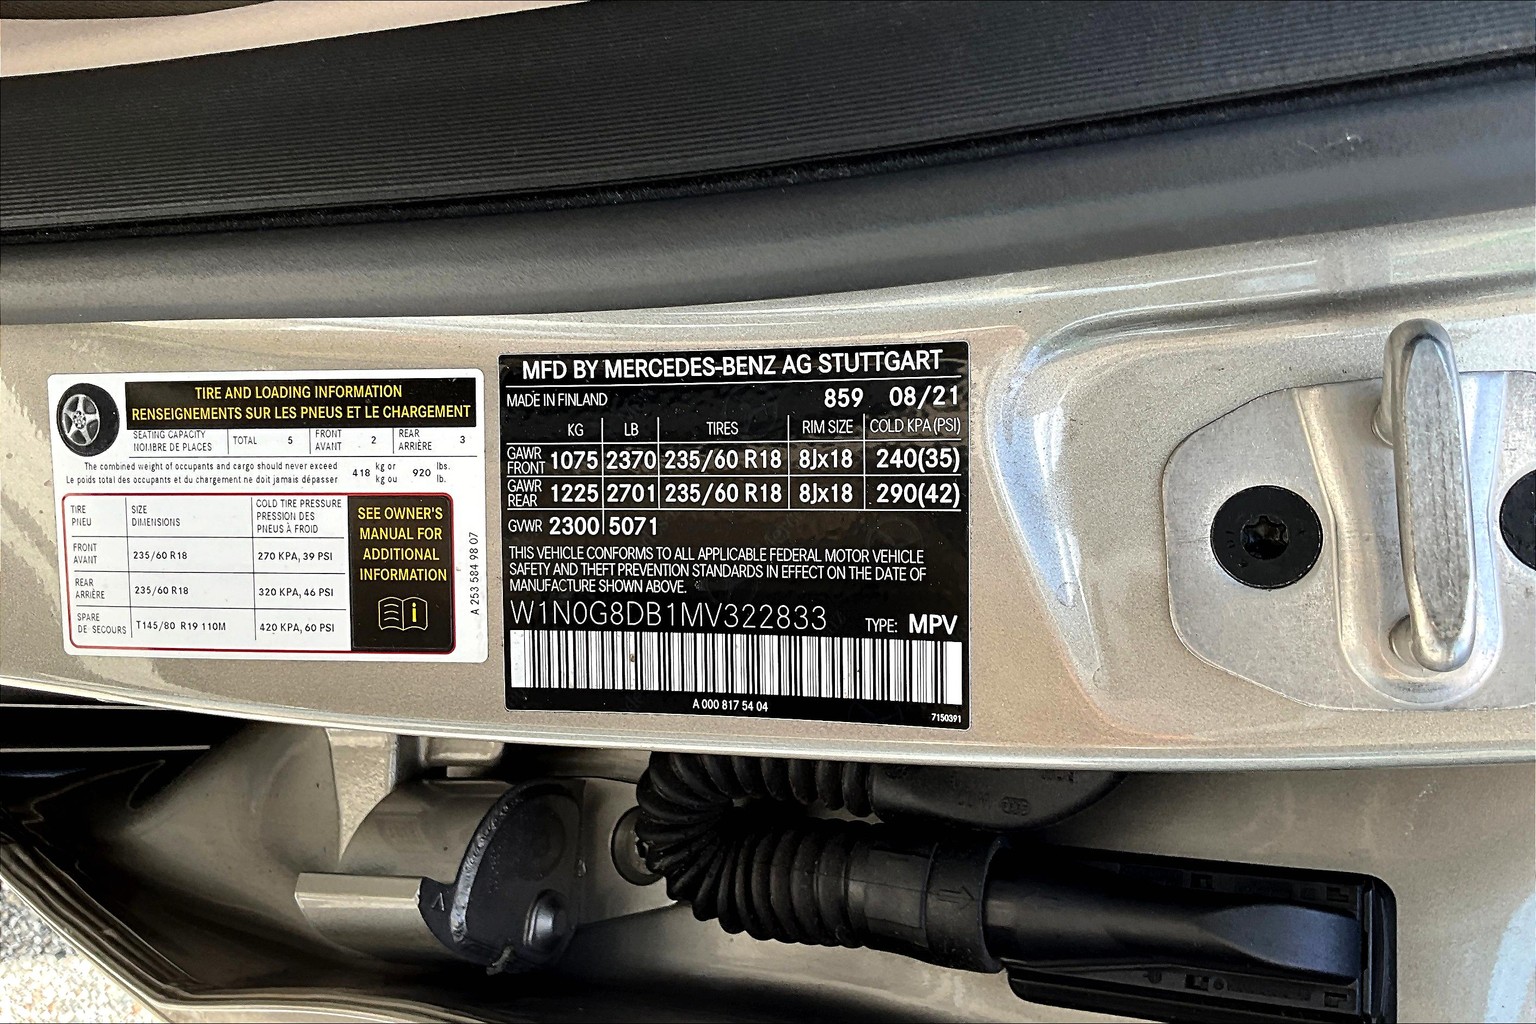 TIRE AND LOADING INFORMATION
RENSEIGNEMENTS SUR LES PNEUS ET LE CHARGEMENT
SEATING CAPACITY
NOMBRE DE PLACES
TOTAL 5
FRONT
AVANT
2
REAR
ARRIÈRE
3
The combined weight of occupants and cargo should never exceed
Le poids total des occupants et du chargement ne doit jamais dépasser
418 kg or
kg ou
920 lbs.
lb.
TIRE
PNEU
SIZE
DIMENSIONS
COLD TIRE PRESSURE
PRESSION DES
PNEUS À FROID
FRONT
AVANT
235/60 R18
270 KPA, 39 PSI
REAR
ARRIÈRE
235/60 R18
320 KPA, 46 PSI
SPARE
DE SECOURS
T145/80 R19 110M
420 KPA, 60 PSI
SEE OWNER'S
MANUAL FOR
ADDITIONAL
INFORMATION
i
A 253 584 98 07
MFD BY MERCEDES-BENZ AG STUTTGART
MADE IN FINLAND 859 08/21
KG LB TIRES RIM SIZE COLD KPA (PSI)
GAWR
FRONT
1075 2370 235/60 R18 8Jx18 240(35)
GAWR
REAR
1225 2701 235/60 R18 8Jx18 290(42)
GVWR 2300 5071
THIS VEHICLE CONFORMS TO ALL APPLICABLE FEDERAL MOTOR VEHICLE
SAFETY AND THEFT PREVENTION STANDARDS IN EFFECT ON THE DATE OF
MANUFACTURE SHOWN ABOVE.
W1N0G8DB1MV322833 TYPE: MPV
A 000 817 54 04
7150391